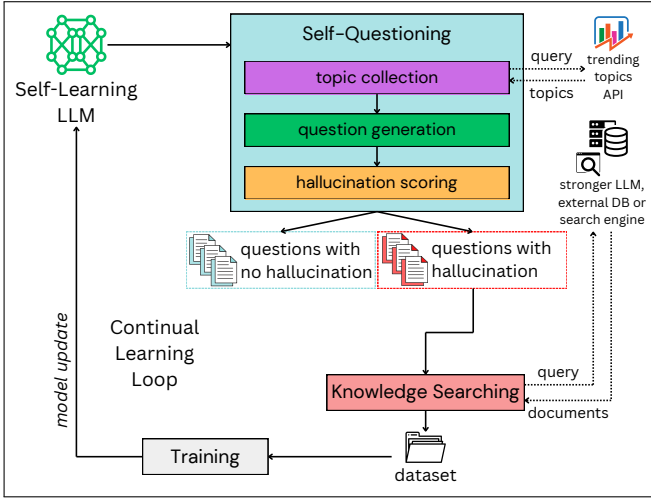 Self-Questioning
topic collection
question generation
hallucination scoring
Self-Learning
LLM
query
topics
trending
topics
API
stronger LLM,
external DB or
search engine
questions with
no hallucination
questions with
hallucination
Continual
Learning
Loop
model update
Knowledge Searching
query
documents
Training
dataset